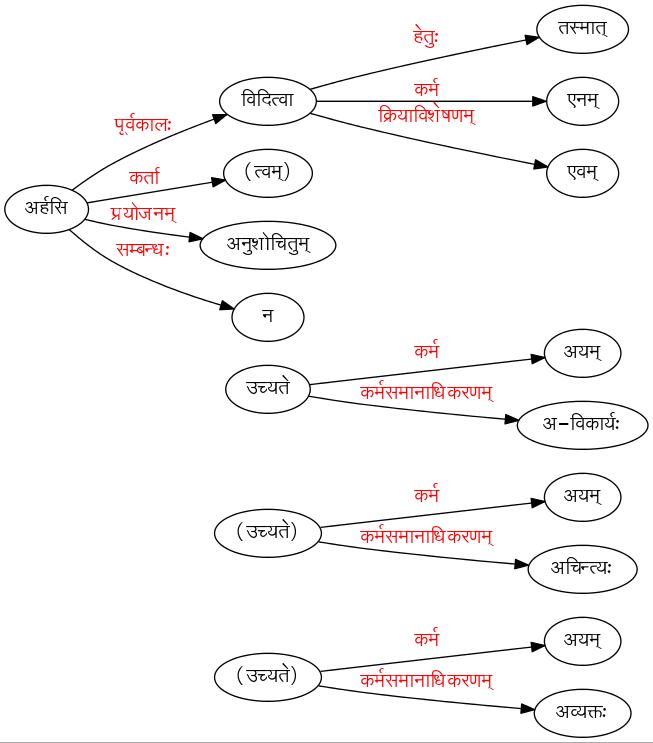 तस्मात्
हेतुः
विदित्वा
कर्म
एनम्
क्रियाविशेषणम्
पूर्वकालः
एवम्
कर्ता
(त्वम्)
अर्हसि
प्रयोजनम्
अनुशोचितुम्
सम्बन्धः
न
कर्म
अयम्
उच्यते
कर्मसमानाधिकरणम्
अ-विकार्यः
कर्म
अयम्
(उच्यते)
कर्मसमानाधिकरणम्
अचिन्त्यः
कर्म
अयम्
(उच्यते)
कर्मसमानाधिकरणम्
अव्यक्तः